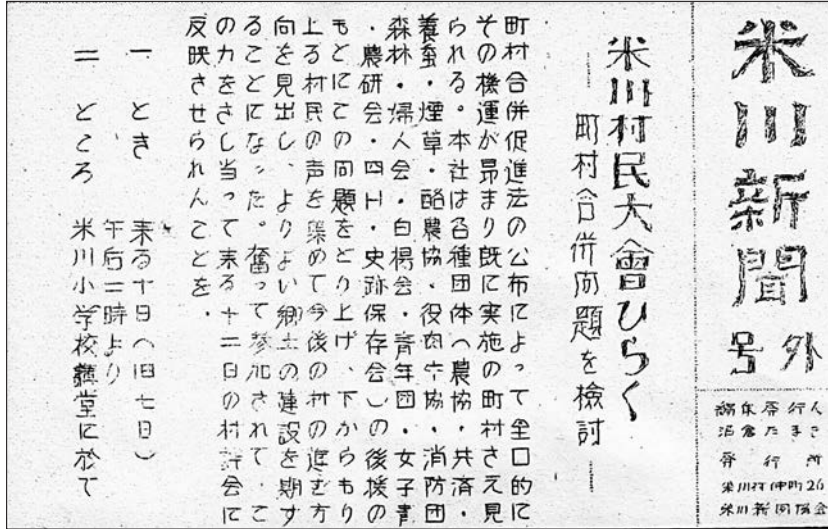 米川新聞
号外
編集発行人
沼倉たまき
発行所
米川村仲町26
米川新聞協会
米川村民大會ひらく
―町村合併問題を検討―
町村合併促進法の公布によって全口的に
その機運が昴まり既に実施の町村さえ見
られる。本社は各種団体(農協・共済・
養蚕・煙草・酪農協・役肉牛協・消防団
森林・婦人会・白楊会・青年団・女子青
・農研会・四H・史跡保存会)の後援の
もとにこの問題をとり上げ、下からもり
上る村民の声を集めて今後の村の進む方
向を見出し、よりよい郷土の建設を期す
ることになった。奮って参加されて、こ
の力をさし当って来る十二日の村議会に
反映させられんことを.
一 とき 来る十日(旧七日)
午后二時より
二 ところ 米川小学校講堂に於て